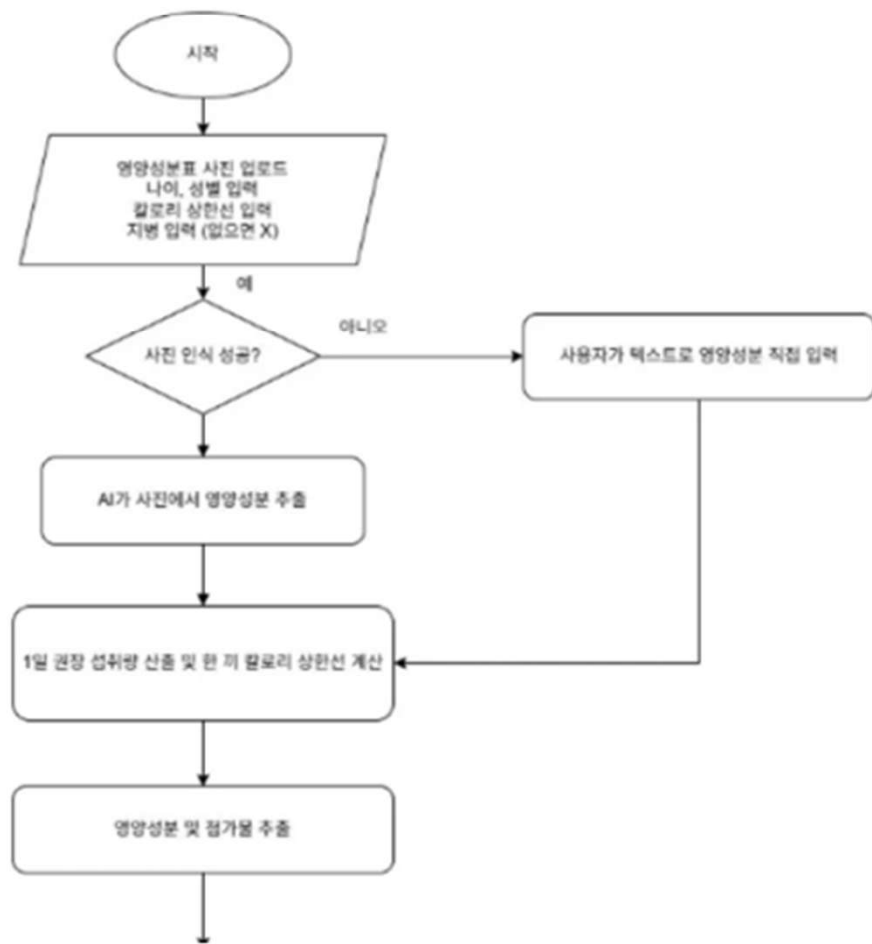 시작
영양성분표 사진 업로드
나이, 성별 입력
칼로리 상한선 입력
지병 입력 (없으면 X)
예
사진 인식 성공?
아니오
사용자가 텍스트로 영양성분 직접 입력
AI가 사진에서 영양성분 추출
1일 권장 섭취량 산출 및 한 끼 칼로리 상한선 계산
영양성분 및 첨가물 추출